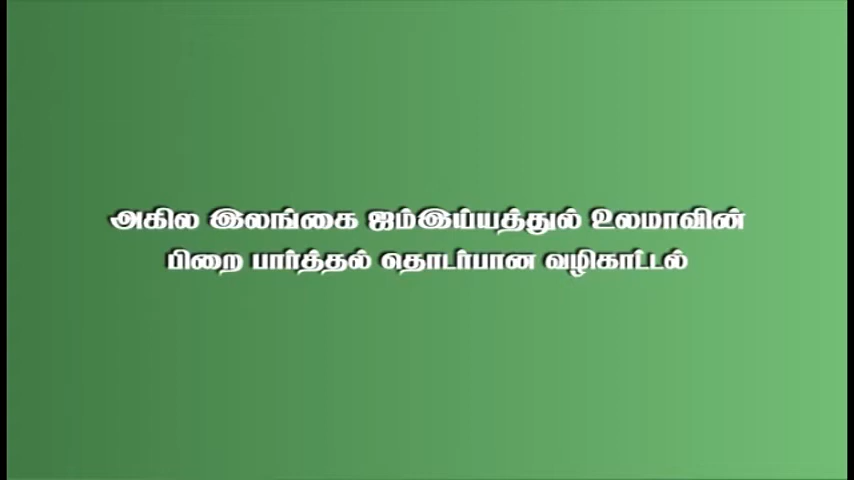 அகில இலங்கை ஜம்இய்யத்துல் உலமாவின்
பிறை பார்த்தல் தொடர்பான வழிகாட்டல்